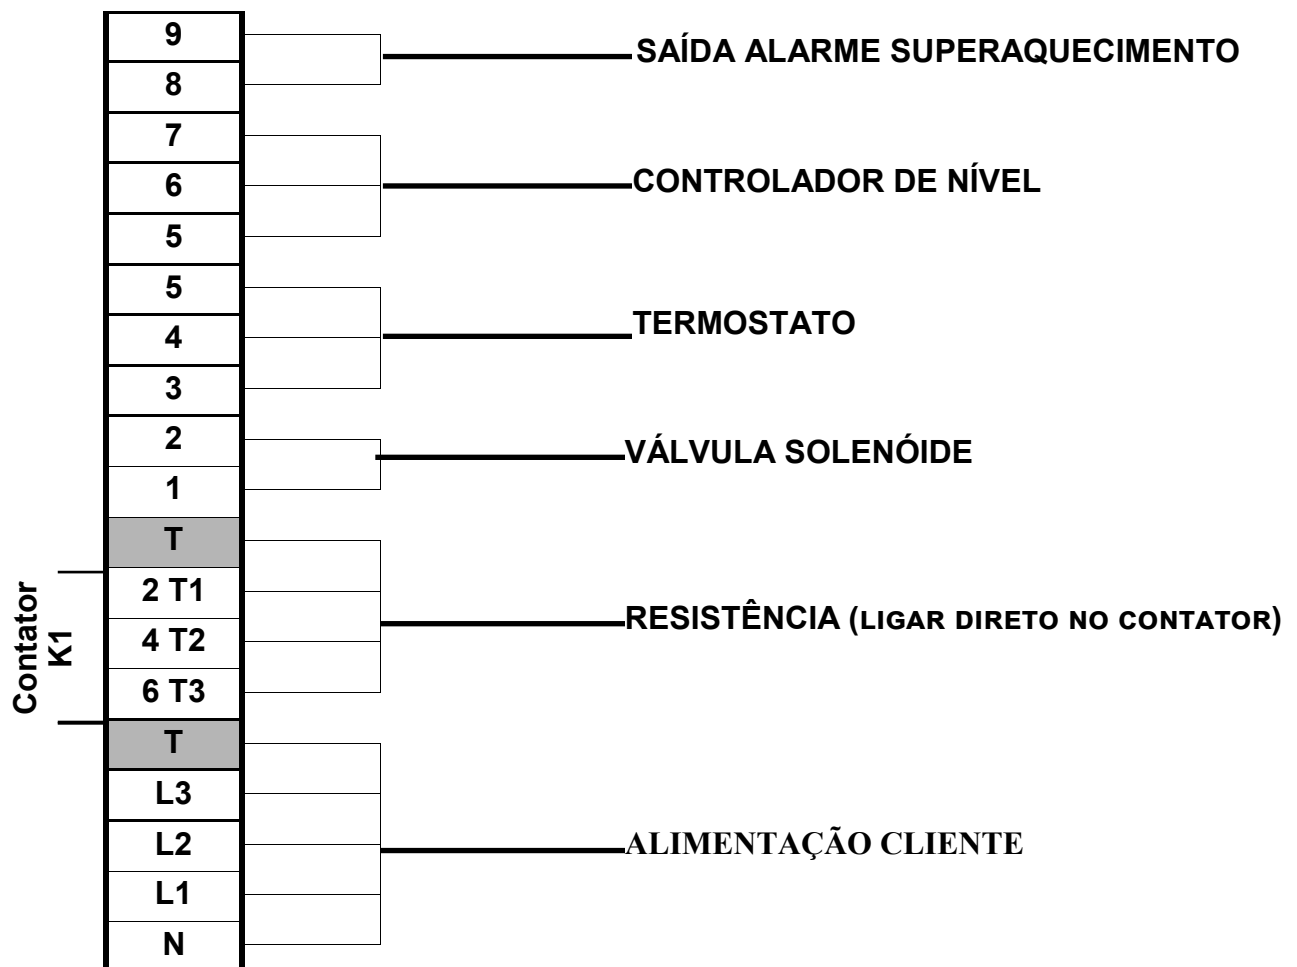 9
8
SAÍDA ALARME SUPERAQUECIMENTO
7
6
5
CONTROLADOR DE NÍVEL
5
4
3
TERMOSTATO
2
1
VÁLVULA SOLENÓIDE
T
2 T1
4 T2
6 T3
Contator
K1
RESISTÊNCIA (LIGAR DIRETO NO CONTATOR)
T
L3
L2
L1
N
ALIMENTAÇÃO CLIENTE